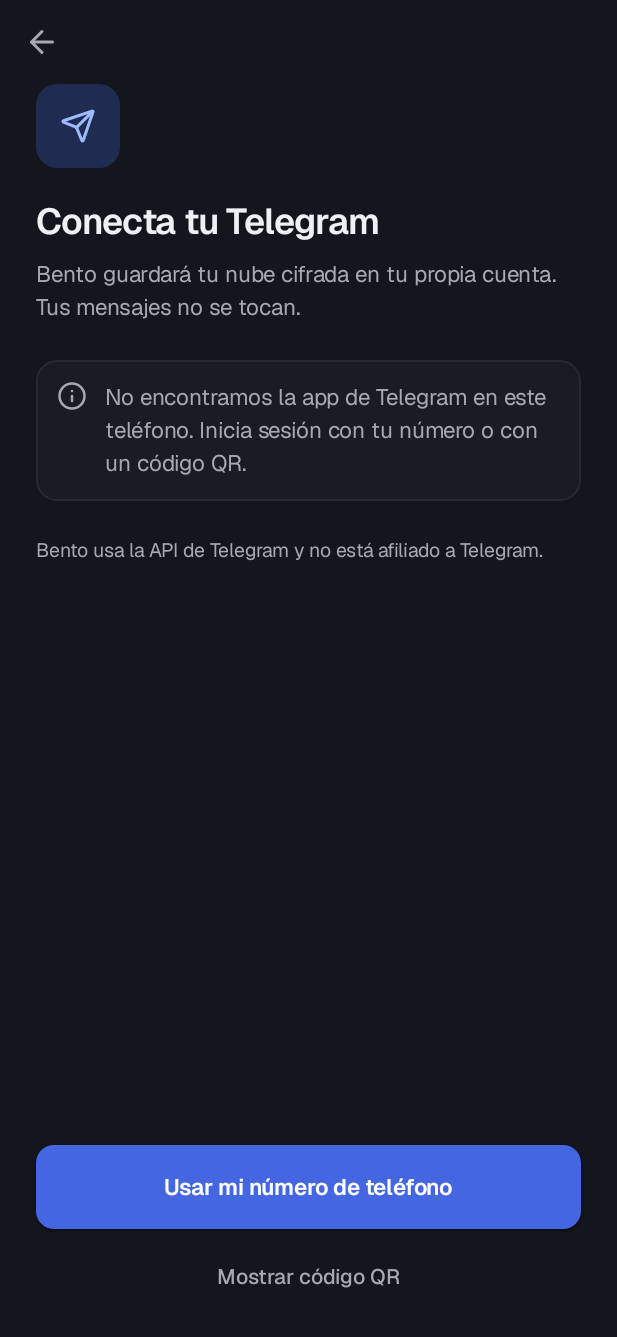 Conecta tu Telegram
Bento guardará tu nube cifrada en tu propia cuenta.
Tus mensajes no se tocan.
No encontramos la app de Telegram en este
teléfono. Inicia sesión con tu número o con
un código QR.
Bento usa la API de Telegram y no está afiliado a Telegram.
Usar mi número de teléfono
Mostrar código QR